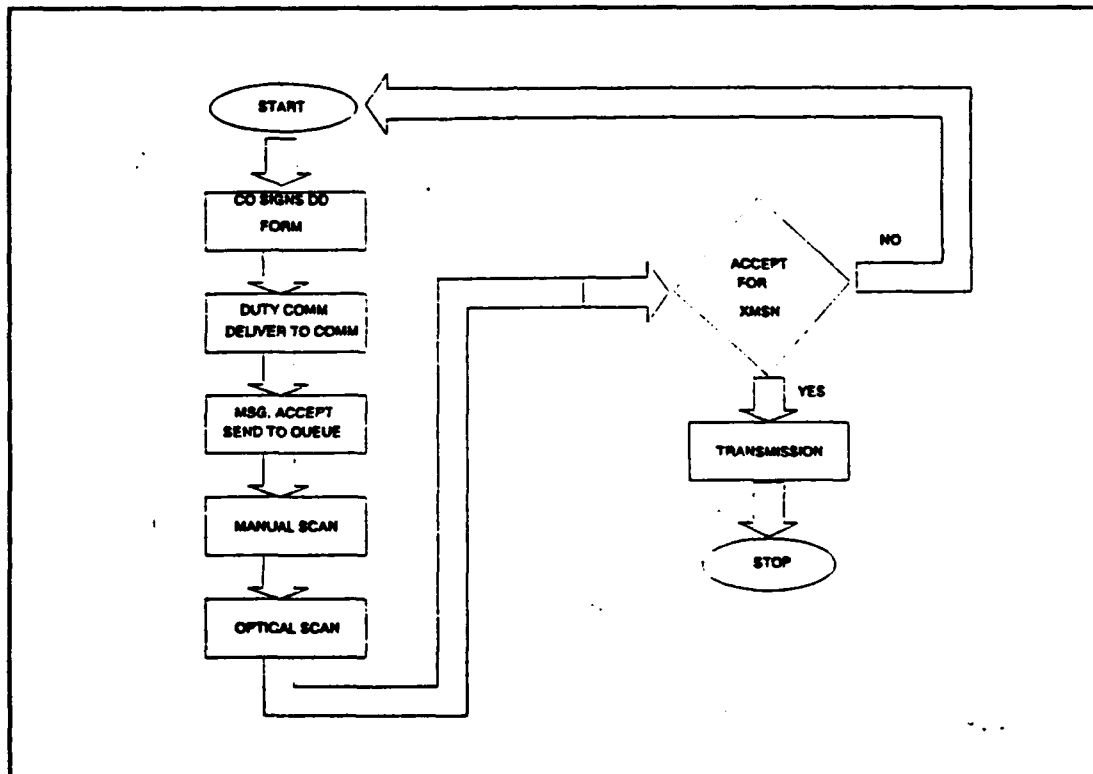 START
CO SIGNS DD
FORM
DUTY COMM
DELIVER TO COMM
MSG. ACCEPT
SEND TO QUEUE
MANUAL SCAN
OPTICAL SCAN
ACCEPT
FOR
XMSN
NO
YES
TRANSMISSION
STOP